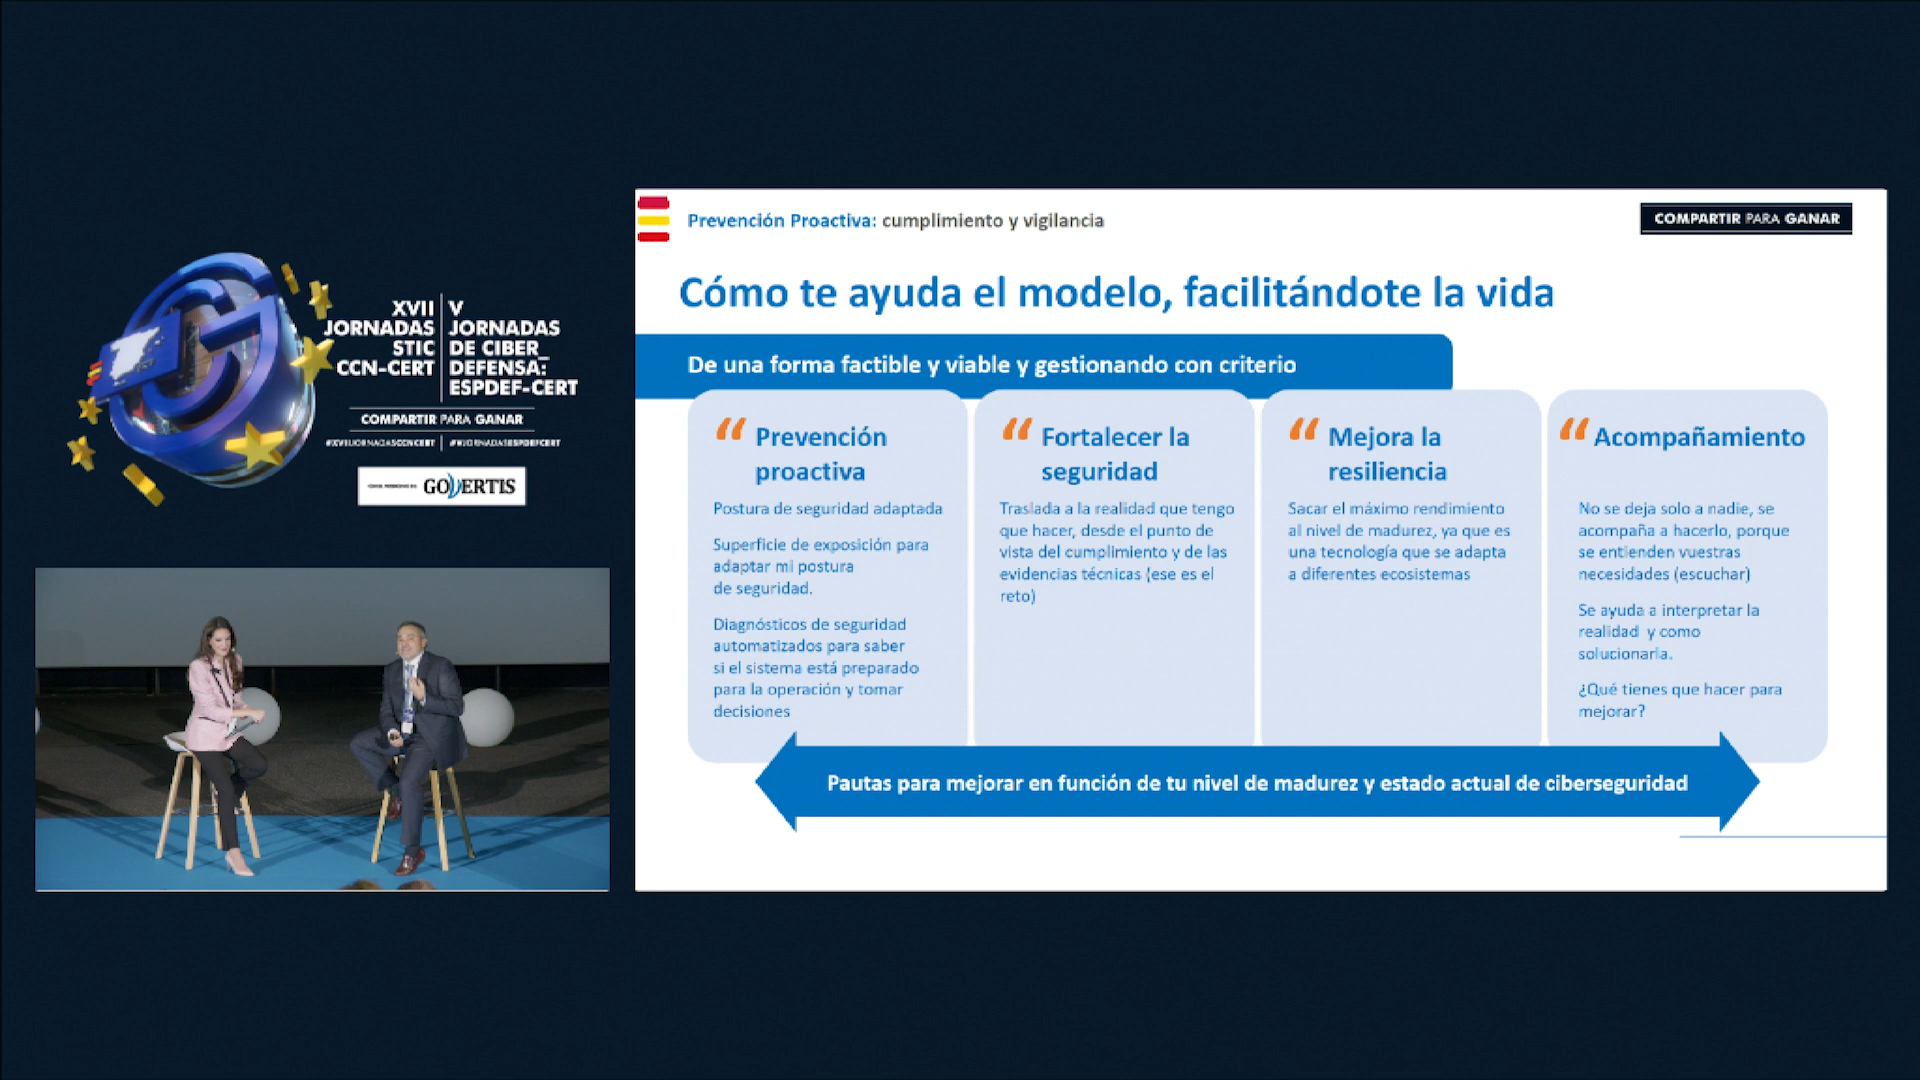 XVII
JORNADAS
STIC
CCN-CERT
V
JORNADAS
DE CIBER_
DEFENSA:
ESPDEF-CERT
COMPARTIR PARA GANAR
#XVIIJORNADASCCNCERT | #VJORNADASESPDEFCERT
GOVERTIS
Prevención Proactiva: cumplimiento y vigilancia
COMPARTIR PARA GANAR
Cómo te ayuda el modelo, facilitándote la vida
De una forma factible y viable y gestionando con criterio
“ Prevención
proactiva
Postura de seguridad adaptada
Superficie de exposición para
adaptar mi postura
de seguridad.
Diagnósticos de seguridad
automatizados para saber
si el sistema está preparado
para la operación y tomar
decisiones
“ Fortalecer la
seguridad
Traslada a la realidad que tengo
que hacer, desde el punto de
vista del cumplimiento y de las
evidencias técnicas (ese es el
reto)
“ Mejora la
resiliencia
Sacar el máximo rendimiento
al nivel de madurez, ya que es
una tecnología que se adapta
a diferentes ecosistemas
“ Acompañamiento
No se deja solo a nadie, se
acompaña a hacerlo, porque
se entienden vuestras
necesidades (escuchar)
Se ayuda a interpretar la
realidad y como
solucionarla.
¿Qué tienes que hacer para
mejorar?
Pautas para mejorar en función de tu nivel de madurez y estado actual de ciberseguridad